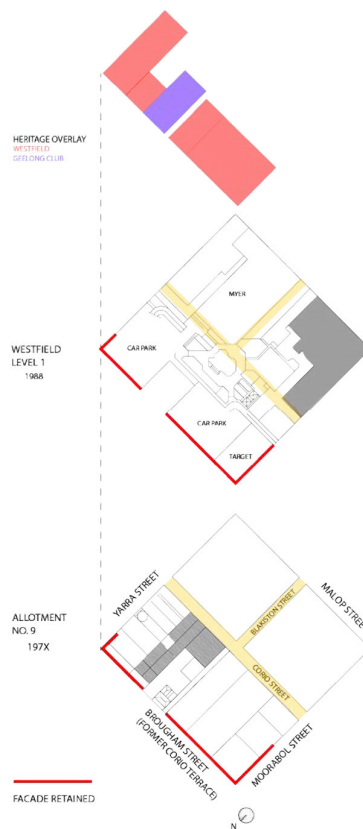 HERITAGE OVERLAY
WESTFIELD
GEELONG CLUB
MYER
WESTFIELD
LEVEL 1
1988
CAR PARK
CAR PARK
TARGET
ALLOTMENT
NO. 9
197X
YARRA STREET
BLAKISTON STREET
MALOP STREET
CORIO STREET
BROUGHAM STREET
(FORMER CORIO TERRACE)
MOORABOL STREET
FACADE RETAINED
N